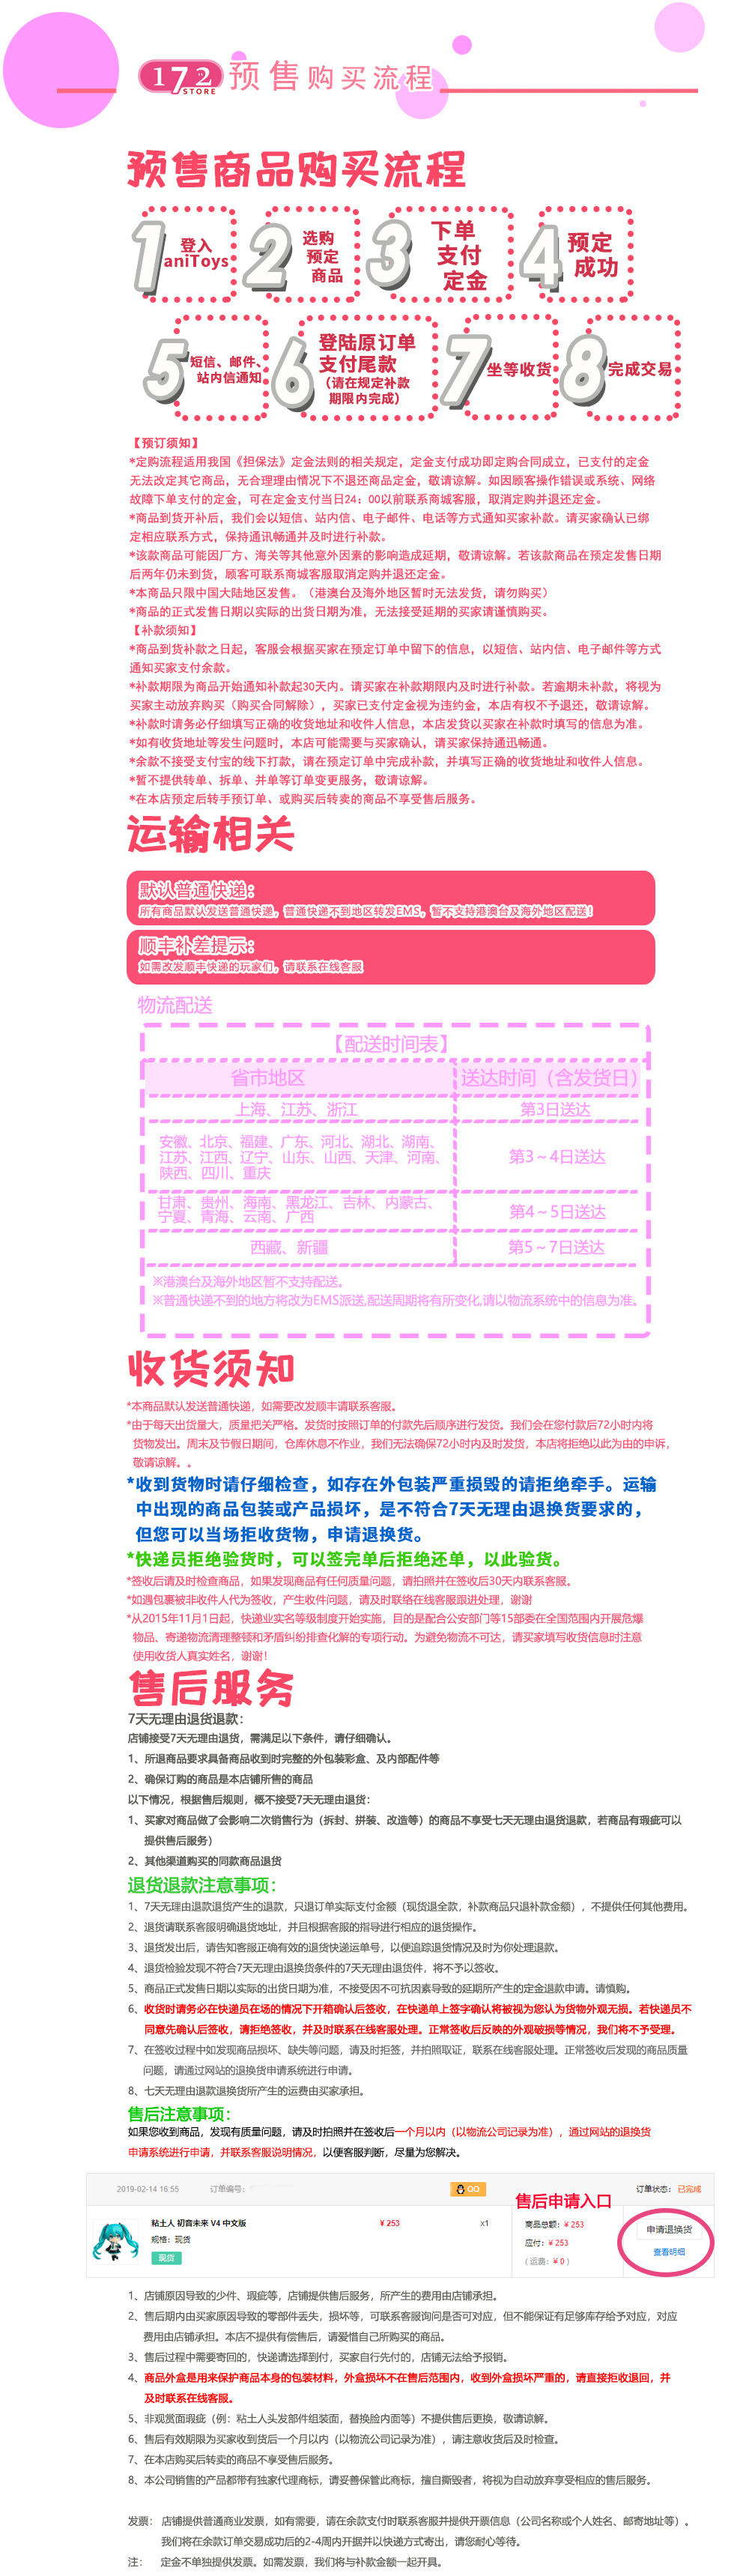 172
STORE
预售购买流程
预售商品购买流程
1 登入
aniToys
2 选购
预定
商品
3 下单
支付
定金
4 预定
成功
5 短信、邮件、
站内信通知
6 登陆原订单
支付尾款
(请在规定补款
期限内完成)
7 坐等收货
8 完成交易
【预订须知】
*定购流程适用我国《担保法》定金法则的相关规定，定金支付成功即定购合同成立，已支付的定金
无法改定其它商品，无合理理由情况下不退还商品定金，敬请谅解。如因顾客操作错误或系统、网络
故障下单支付的定金，可在定金支付当日24：00以前联系商城客服，取消定购并退还定金。
*商品到货开补后，我们会以短信、站内信、电子邮件、电话等方式通知买家补款。请买家确认已绑
定相应联系方式，保持通讯畅通并及时进行补款。
*该款商品可能因厂方、海关等其他意外因素的影响造成延期，敬请谅解。若该款商品在预定发售日期
后两年仍未到货，顾客可联系商城客服取消定购并退还定金。
*本商品只限中国大陆地区发售。（港澳台及海外地区暂时无法发货，请勿购买）
*商品的正式发售日期以实际的出货日期为准，无法接受延期的买家请谨慎购买。
【补款须知】
*商品到货补款之日起，客服会根据买家在预定订单中留下的信息，以短信、站内信、电子邮件等方式
通知买家支付余款。
*补款期限为商品开始通知补款起30天内。请买家在补款期限内及时进行补款。若逾期未补款，将视为
买家主动放弃购买（购买合同解除），买家已支付定金视为违约金，本店有权不予退还，敬请谅解。
*补款时请务必仔细填写正确的收货地址和收件人信息，本店发货以买家在补款时填写的信息为准。
*如有收货地址等发生问题时，本店可能需要与买家确认，请买家保持通迅畅通。
*余款不接受支付宝的线下打款，请在预定订单中完成补款，并填写正确的收货地址和收件人信息。
*暂不提供转单、拆单、并单等订单变更服务，敬请谅解。
*在本店预定后转手预订单、或购买后转卖的商品不享受售后服务。
运输相关
默认普通快递：
所有商品默认发送普通快递，普通快递不到地区转发EMS，暂不支持港澳台及海外地区配送！
顺丰补差提示：
如需改发顺丰快递的玩家们，请联系在线客服
物流配送
【配送时间表】
省市地区 送达时间（含发货日）
上海、江苏、浙江 第3日送达
安徽、北京、福建、广东、河北、湖北、湖南、
江苏、江西、辽宁、山东、山西、天津、河南、
陕西、四川、重庆
第3～4日送达
甘肃、贵州、海南、黑龙江、吉林、内蒙古、
宁夏、青海、云南、广西
第4～5日送达
西藏、新疆 第5～7日送达
※港澳台及海外地区暂不支持配送。
※普通快递不到的地方将改为EMS派送,配送周期将有所变化,请以物流系统中的信息为准。
收货须知
*本商品默认发送普通快递，如需要改发顺丰请联系客服。
*由于每天出货量大，质量把关严格。发货时按照订单的付款先后顺序进行发货。我们会在您付款后72小时内将
货物发出。周末及节假日期间，仓库休息不作业，我们无法确保72小时内及时发货，本店将拒绝以此为由的申诉，
敬请谅解。。
*收到货物时请仔细检查，如存在外包装严重损毁的请拒绝牵手。运输
中出现的商品包装或产品损坏，是不符合7天无理由退换货要求的，
但您可以当场拒收货物，申请退换货。
*快递员拒绝验货时，可以签完单后拒绝还单，以此验货。
*签收后请及时检查商品，如果发现商品有任何质量问题，请拍照并在签收后30天内联系客服。
*如遇包裹被非收件人代为签收，产生收件问题，请及时联络在线客服跟进处理，谢谢
*从2015年11月1日起，快递业实名等级制度开始实施，目的是配合公安部门等15部委在全国范围内开展危爆
物品、寄递物流清理整顿和矛盾纠纷排查化解的专项行动。为避免物流不可达，请买家填写收货信息时注意
使用收货人真实姓名，谢谢！
售后服务
7天无理由退货退款：
店铺接受7天无理由退货，需满足以下条件，请仔细确认。
1、所退商品要求具备商品收到时完整的外包装彩盒、及内部配件等
2、确保订购的商品是本店铺所售的商品
以下情况，根据售后规则，概不接受7天无理由退货：
1、买家对商品做了会影响二次销售行为（拆封、拼装、改造等）的商品不享受七天无理由退货退款，若商品有瑕疵可以
提供售后服务）
2、其他渠道购买的同款商品退货
退货退款注意事项：
1、7天无理由退款退货产生的退款，只退订单实际支付金额（现货退全款，补款商品只退补款金额），不提供任何其他费用。
2、退货请联系客服明确退货地址，并且根据客服的指导进行相应的退货操作。
3、退货发出后，请告知客服正确有效的退货快递运单号，以便追踪退货情况及时为你处理退款。
4、退货检验发现不符合7天无理由退换货条件的7天无理由退货件，将不予以签收。
5、商品正式发售日期以实际的出货日期为准，不接受因不可抗因素导致的延期所产生的定金退款申请。请慎购。
6、收货时请务必在快递员在场的情况下开箱确认后签收，在快递单上签字确认将被视为您认为货物外观无损。若快递员不
同意先确认后签收，请拒绝签收，并及时联系在线客服处理。正常签收后反映的外观破损等情况，我们将不予受理。
7、在签收过程中如发现商品损坏、缺失等问题，请及时拒签，并拍照取证，联系在线客服处理。正常签收后发现的商品质量
问题，请通过网站的退换货申请系统进行申请。
8、七天无理由退款退换货所产生的运费由买家承担。
售后注意事项：
如果您收到商品，发现有质量问题，请及时拍照并在签收后一个月以内（以物流公司记录为准），通过网站的退换货
申请系统进行申请，并联系客服说明情况，以便客服判断，尽量为您解决。
2019-02-14 16:55 订单编号： QQ 售后申请入口 订单状态：已完成
粘土人 初音未来 V4 中文版 ¥ 253 x1 商品总额：¥ 253 申请退换货
规格：现货 应付：¥ 253 查看明细
现货 （运费：¥ 0 ）
1、店铺原因导致的少件、瑕疵等，店铺提供售后服务，所产生的费用由店铺承担。
2、售后期内由买家原因导致的零部件丢失，损坏等，可联系客服询问是否可对应，但不能保证有足够库存给予对应，对应
费用由店铺承担。本店不提供有偿售后，请爱惜自己所购买的商品。
3、售后过程中需要寄回的，快递请选择到付，买家自行先付的，店铺无法给予报销。
4、商品外盒是用来保护商品本身的包装材料，外盒损坏不在售后范围内，收到外盒损坏严重的，请直接拒收退回，并
及时联系在线客服。
5、非观赏面瑕疵（例：粘土人头发部件组装面，替换脸内面等）不提供售后更换，敬请谅解。
6、售后有效期限为买家收到货后一个月以内（以物流公司记录为准），请注意收货后及时检查。
7、在本店购买后转卖的商品不享受售后服务。
8、本公司销售的产品都带有独家代理商标，请妥善保管此商标，擅自撕毁者，将视为自动放弃享受相应的售后服务。
发票：店铺提供普通商业发票，如有需要，请在余款支付时联系客服并提供开票信息（公司名称或个人姓名、邮寄地址等）。
我们将在余款订单交易成功后的2-4周内开据并以快递方式寄出，请您耐心等待。
注： 定金不单独提供发票。如需发票，我们将与补款金额一起开具。